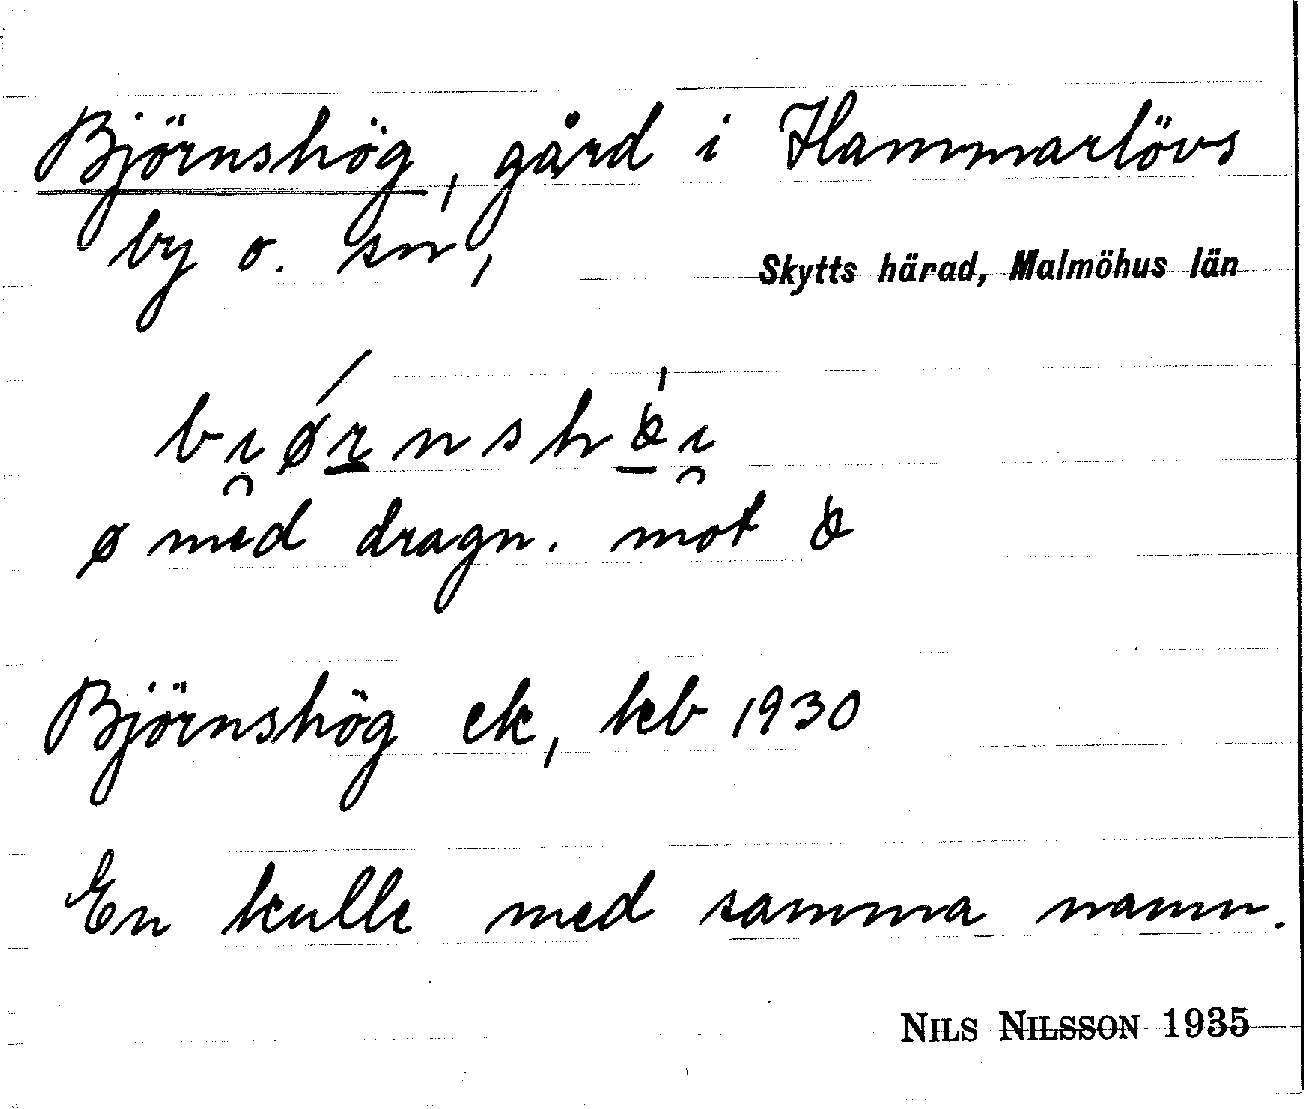 Björnshög, gård i Hammarlövs
by o. sn,
Skytts härad, Malmöhus län
ø med dragn. mot
Björnshög ek, kb 1930
En kulle med samma namn.
NILS NILSSON 1935